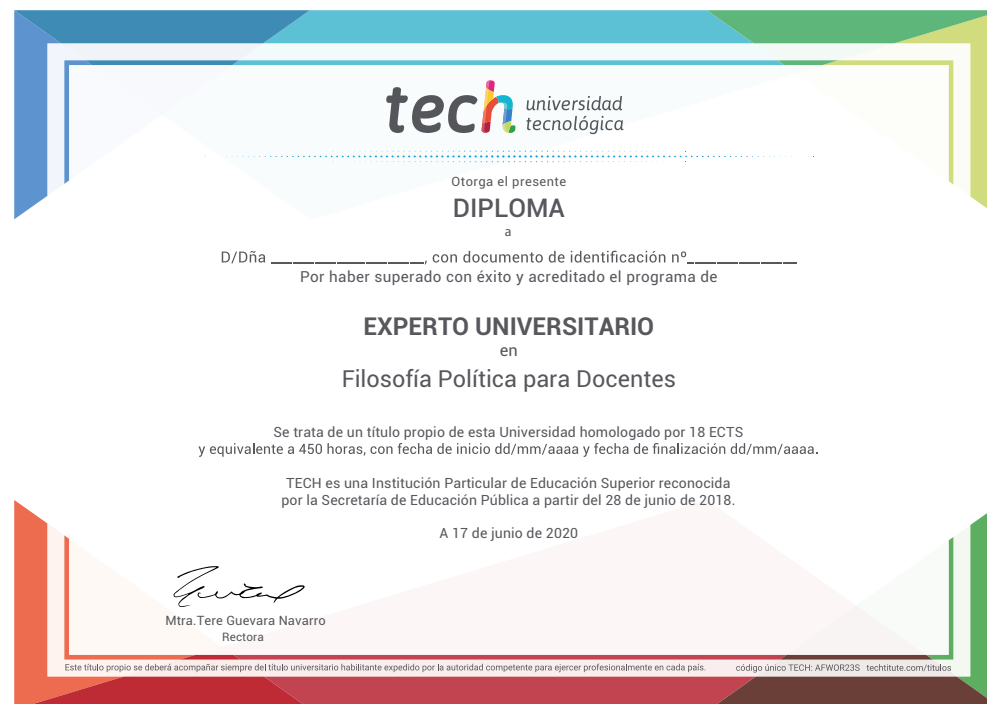 tech universidad
tecnológica
Otorga el presente
DIPLOMA
a
D/Dña ____________________, con documento de identificación nº______________
Por haber superado con éxito y acreditado el programa de
EXPERTO UNIVERSITARIO
en
Filosofía Política para Docentes
Se trata de un título propio de esta Universidad homologado por 18 ECTS
y equivalente a 450 horas, con fecha de inicio dd/mm/aaaa y fecha de finalización dd/mm/aaaa.
TECH es una Institución Particular de Educación Superior reconocida
por la Secretaría de Educación Pública a partir del 28 de junio de 2018.
A 17 de junio de 2020
Mtra.Tere Guevara Navarro
Rectora
Este título propio se deberá acompañar siempre del título universitario habilitante expedido por la autoridad competente para ejercer profesionalmente en cada país. código único TECH: AFWOR23S techtitute.com/titulos